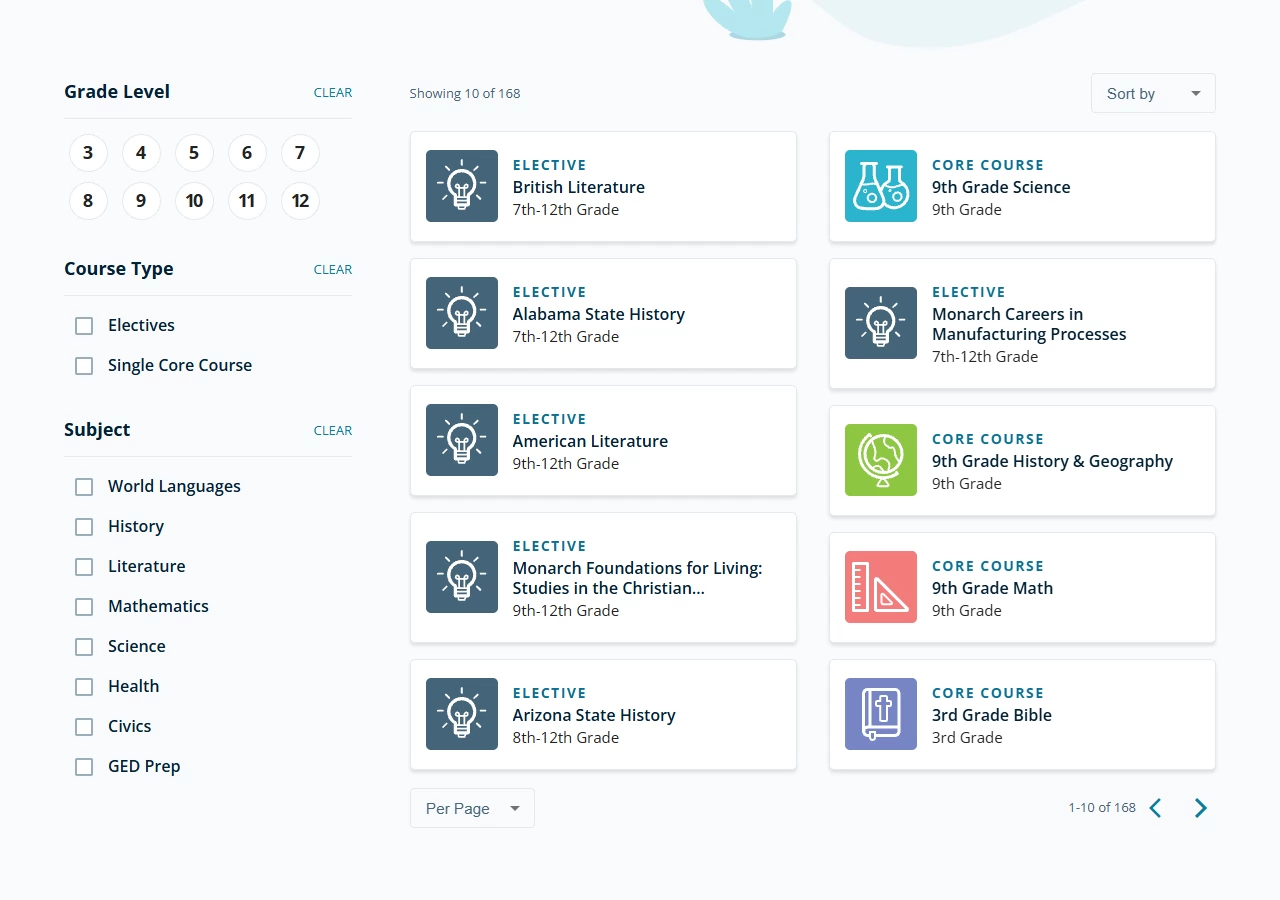 Grade Level
CLEAR
3 4 5 6 7
8 9 10 11 12
Course Type
CLEAR
Electives
Single Core Course
Subject
CLEAR
World Languages
History
Literature
Mathematics
Science
Health
Civics
GED Prep
Showing 10 of 168
Sort by
ELECTIVE
British Literature
7th-12th Grade
ELECTIVE
Alabama State History
7th-12th Grade
ELECTIVE
American Literature
9th-12th Grade
ELECTIVE
Monarch Foundations for Living:
Studies in the Christian...
9th-12th Grade
ELECTIVE
Arizona State History
8th-12th Grade
CORE COURSE
9th Grade Science
9th Grade
ELECTIVE
Monarch Careers in
Manufacturing Processes
7th-12th Grade
CORE COURSE
9th Grade History & Geography
9th Grade
CORE COURSE
9th Grade Math
9th Grade
CORE COURSE
3rd Grade Bible
3rd Grade
Per Page
1-10 of 168